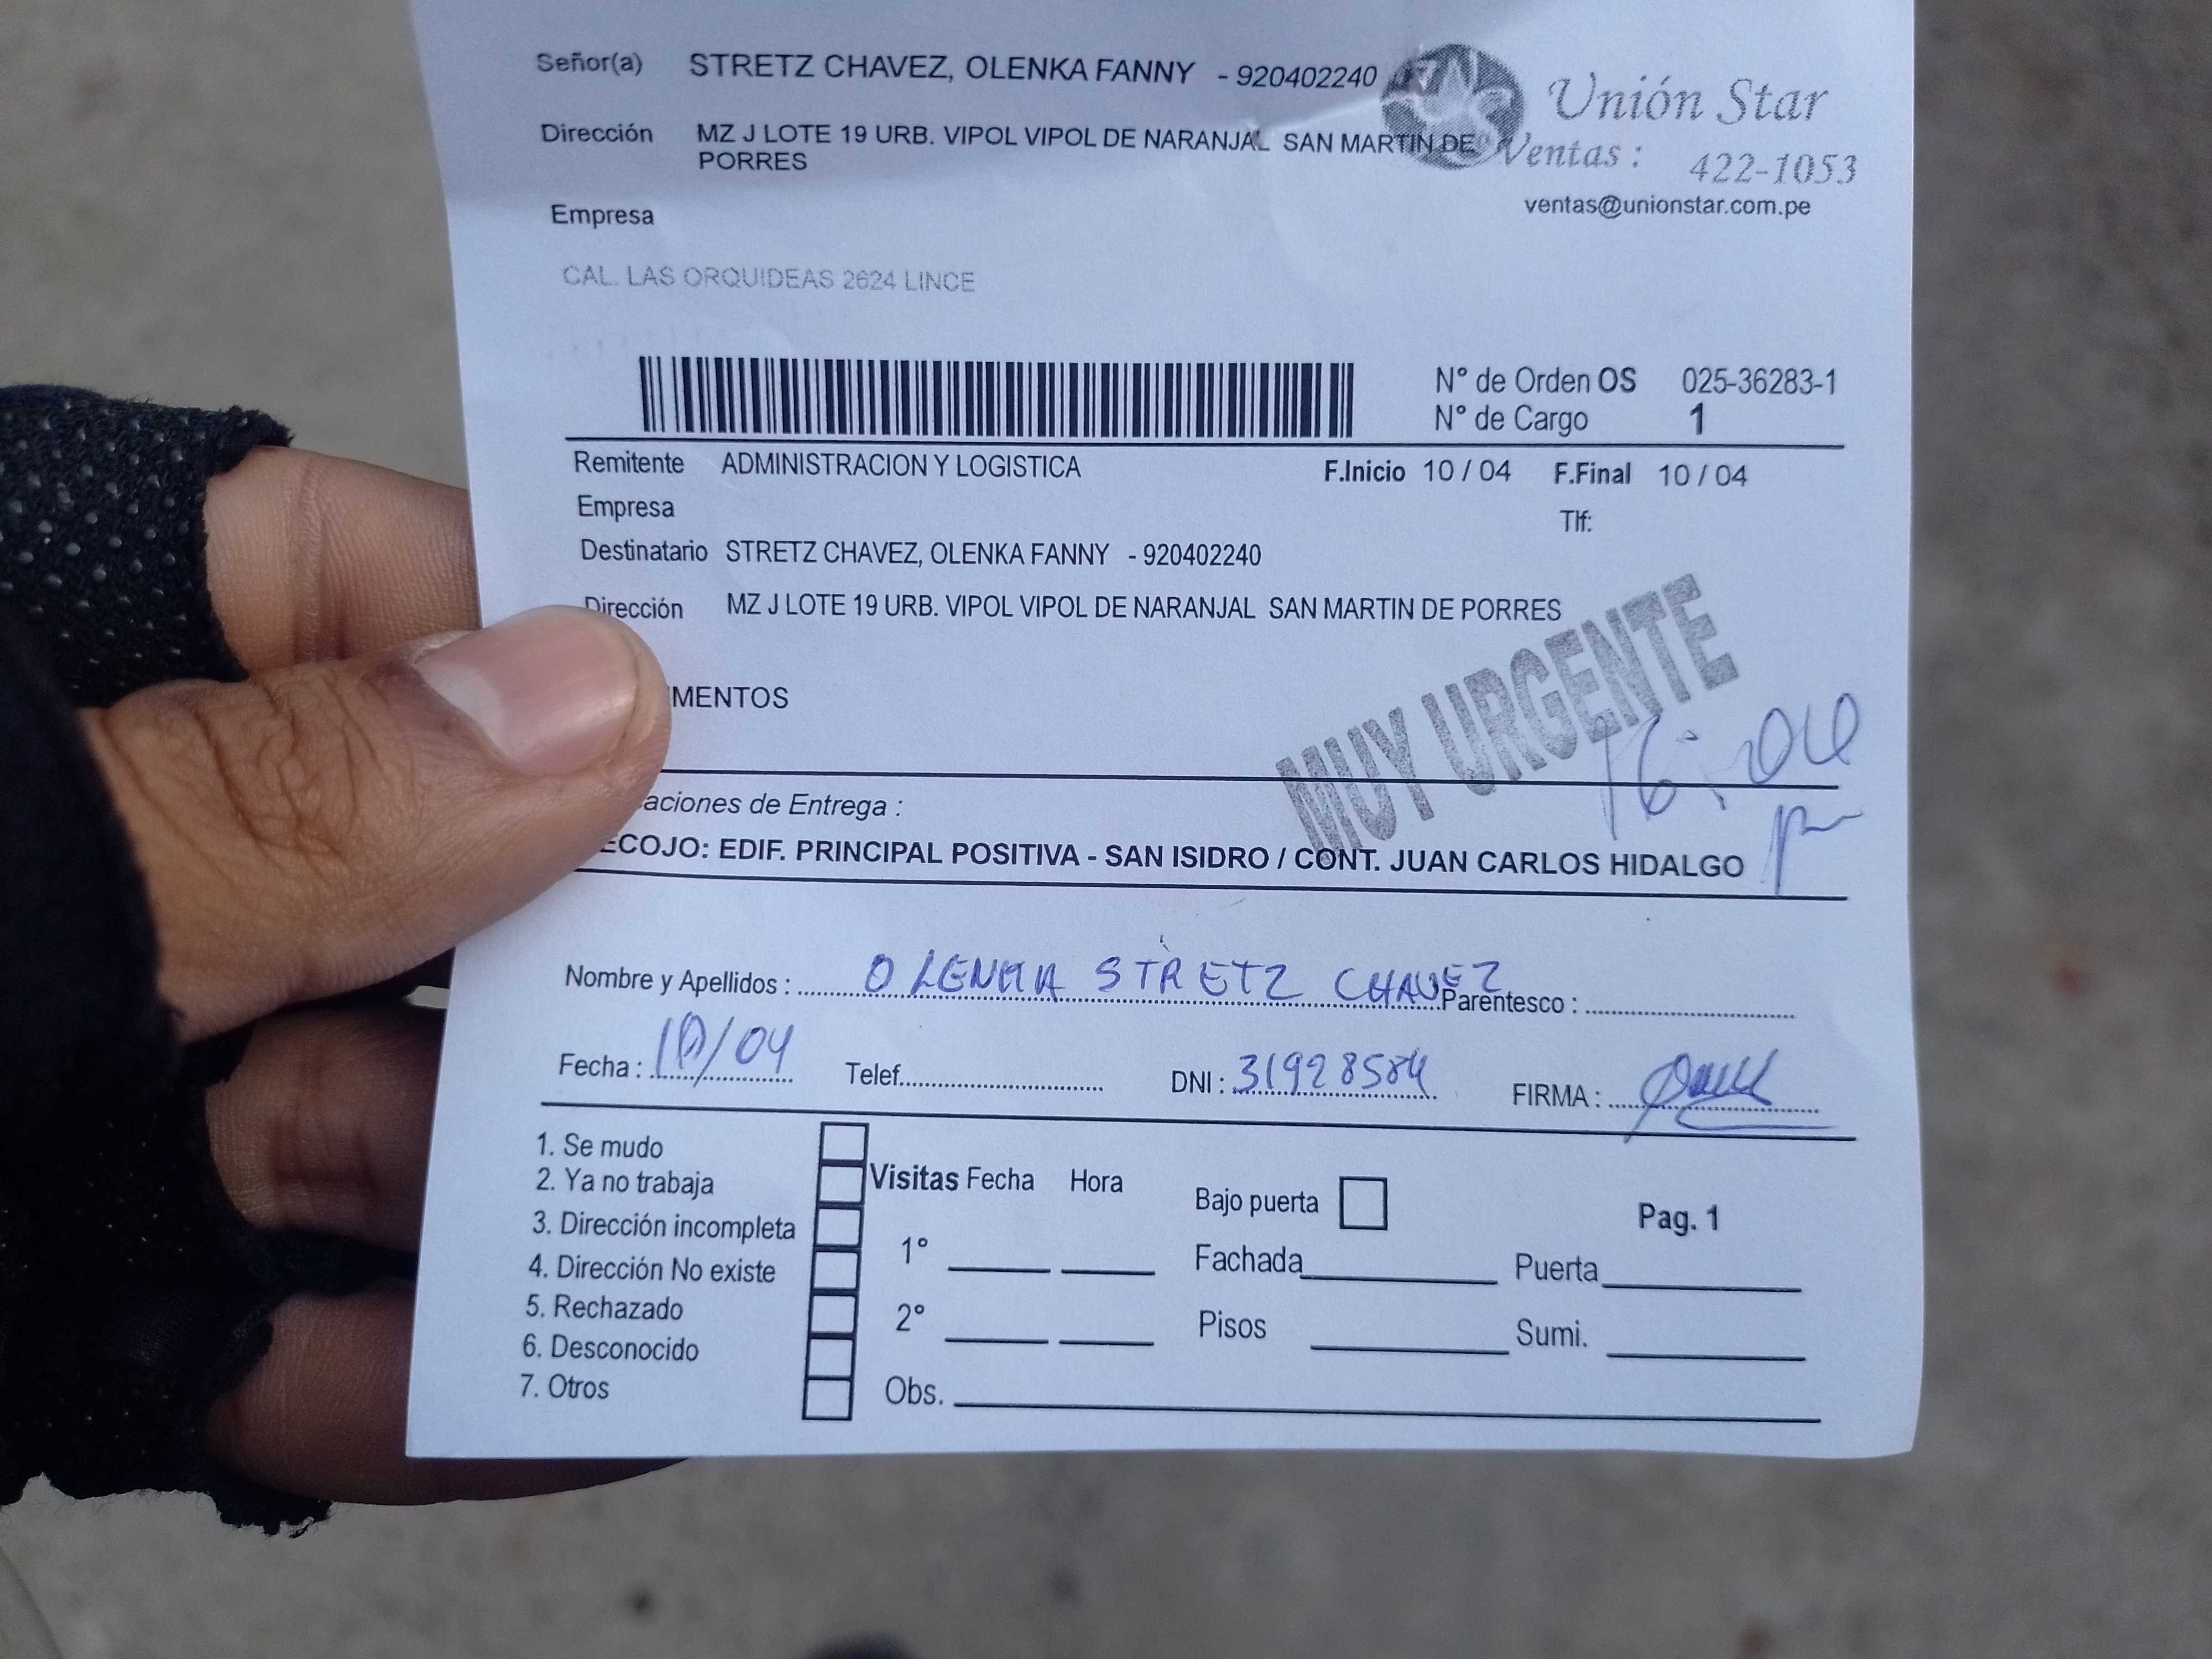 Señor(a) STRETZ CHAVEZ, OLENKA FANNY - 920402240
Unión Star
Dirección MZ J LOTE 19 URB. VIPOL VIPOL DE NARANJAL SAN MARTIN DE
PORRES
Ventas : 422-1053
ventas@unionstar.com.pe
Empresa
CAL. LAS ORQUIDEAS 2624 LINCE
N° de Orden OS 025-36283-1
N° de Cargo 1
Remitente ADMINISTRACION Y LOGISTICA F.Inicio 10 / 04 F.Final 10 / 04
Empresa Tlf:
Destinatario STRETZ CHAVEZ, OLENKA FANNY - 920402240
Dirección MZ J LOTE 19 URB. VIPOL VIPOL DE NARANJAL SAN MARTIN DE PORRES
MENTOS
MUY URGENTE
aciones de Entrega :
ECOJO: EDIF. PRINCIPAL POSITIVA - SAN ISIDRO / CONT. JUAN CARLOS HIDALGO
Nombre y Apellidos : OLENKA STRETZ CHAVEZ Parentesco :
Fecha : 10/04 Telef. DNI : 31928584 FIRMA :
1. Se mudo
2. Ya no trabaja
3. Dirección incompleta
4. Dirección No existe
5. Rechazado
6. Desconocido
7. Otros
Visitas Fecha Hora
1°
2°
Obs.
Bajo puerta Pag. 1
Fachada Puerta
Pisos Sumi.